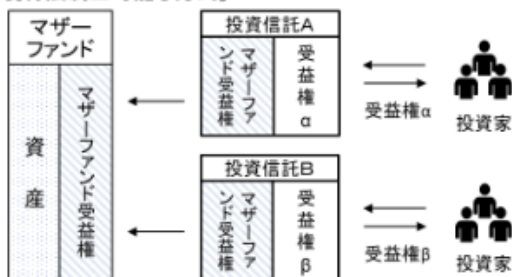 マザー
ファンド
資産
マザーファンド受益権
投資信託A
マザーファ
ンド受益権
受益権α
受益権α
投資家
投資信託B
マザーファ
ンド受益権
受益権β
受益権β
投資家